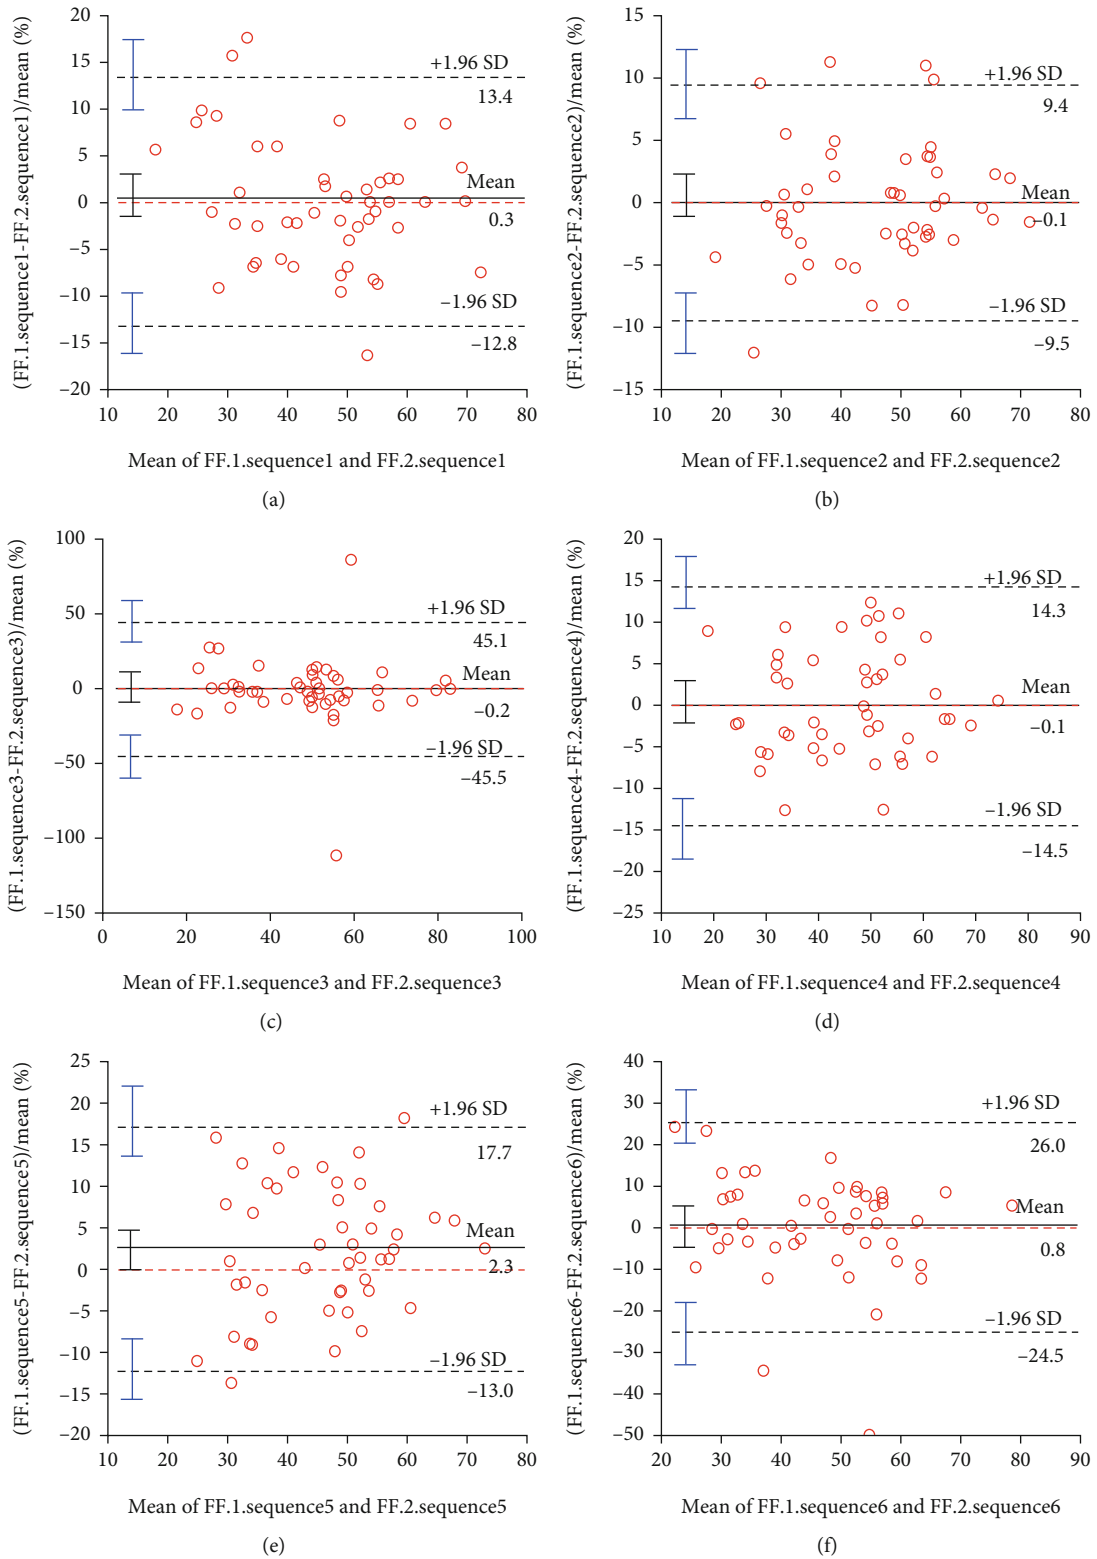 (FF.1.sequence1-FF.2.sequence1)/mean (%)
20
15
10
5
0
−5
−10
−15
−20
+1.96 SD
13.4
Mean
0.3
−1.96 SD
−12.8
10 20 30 40 50 60 70 80
Mean of FF.1.sequence1 and FF.2.sequence1
(a)
(FF.1.sequence2-FF.2.sequence2)/mean (%)
15
10
5
0
−5
−10
−15
+1.96 SD
9.4
Mean
−0.1
−1.96 SD
−9.5
10 20 30 40 50 60 70 80
Mean of FF.1.sequence2 and FF.2.sequence2
(b)
(FF.1.sequence3-FF.2.sequence3)/mean (%)
100
50
0
−50
−100
−150
+1.96 SD
45.1
Mean
−0.2
−1.96 SD
−45.5
0 20 40 60 80 100
Mean of FF.1.sequence3 and FF.2.sequence3
(c)
(FF.1.sequence4-FF.2.sequence4)/mean (%)
20
15
10
5
0
−5
−10
−15
−20
−25
+1.96 SD
14.3
Mean
−0.1
−1.96 SD
−14.5
10 20 30 40 50 60 70 80 90
Mean of FF.1.sequence4 and FF.2.sequence4
(d)
(FF.1.sequence5-FF.2.sequence5)/mean (%)
25
20
15
10
5
0
−5
−10
−15
−20
+1.96 SD
17.7
Mean
2.3
−1.96 SD
−13.0
10 20 30 40 50 60 70 80
Mean of FF.1.sequence5 and FF.2.sequence5
(e)
(FF.1.sequence6-FF.2.sequence6)/mean (%)
40
30
20
10
0
−10
−20
−30
−40
−50
+1.96 SD
26.0
Mean
0.8
−1.96 SD
−24.5
20 30 40 50 60 70 80 90
Mean of FF.1.sequence6 and FF.2.sequence6
(f)